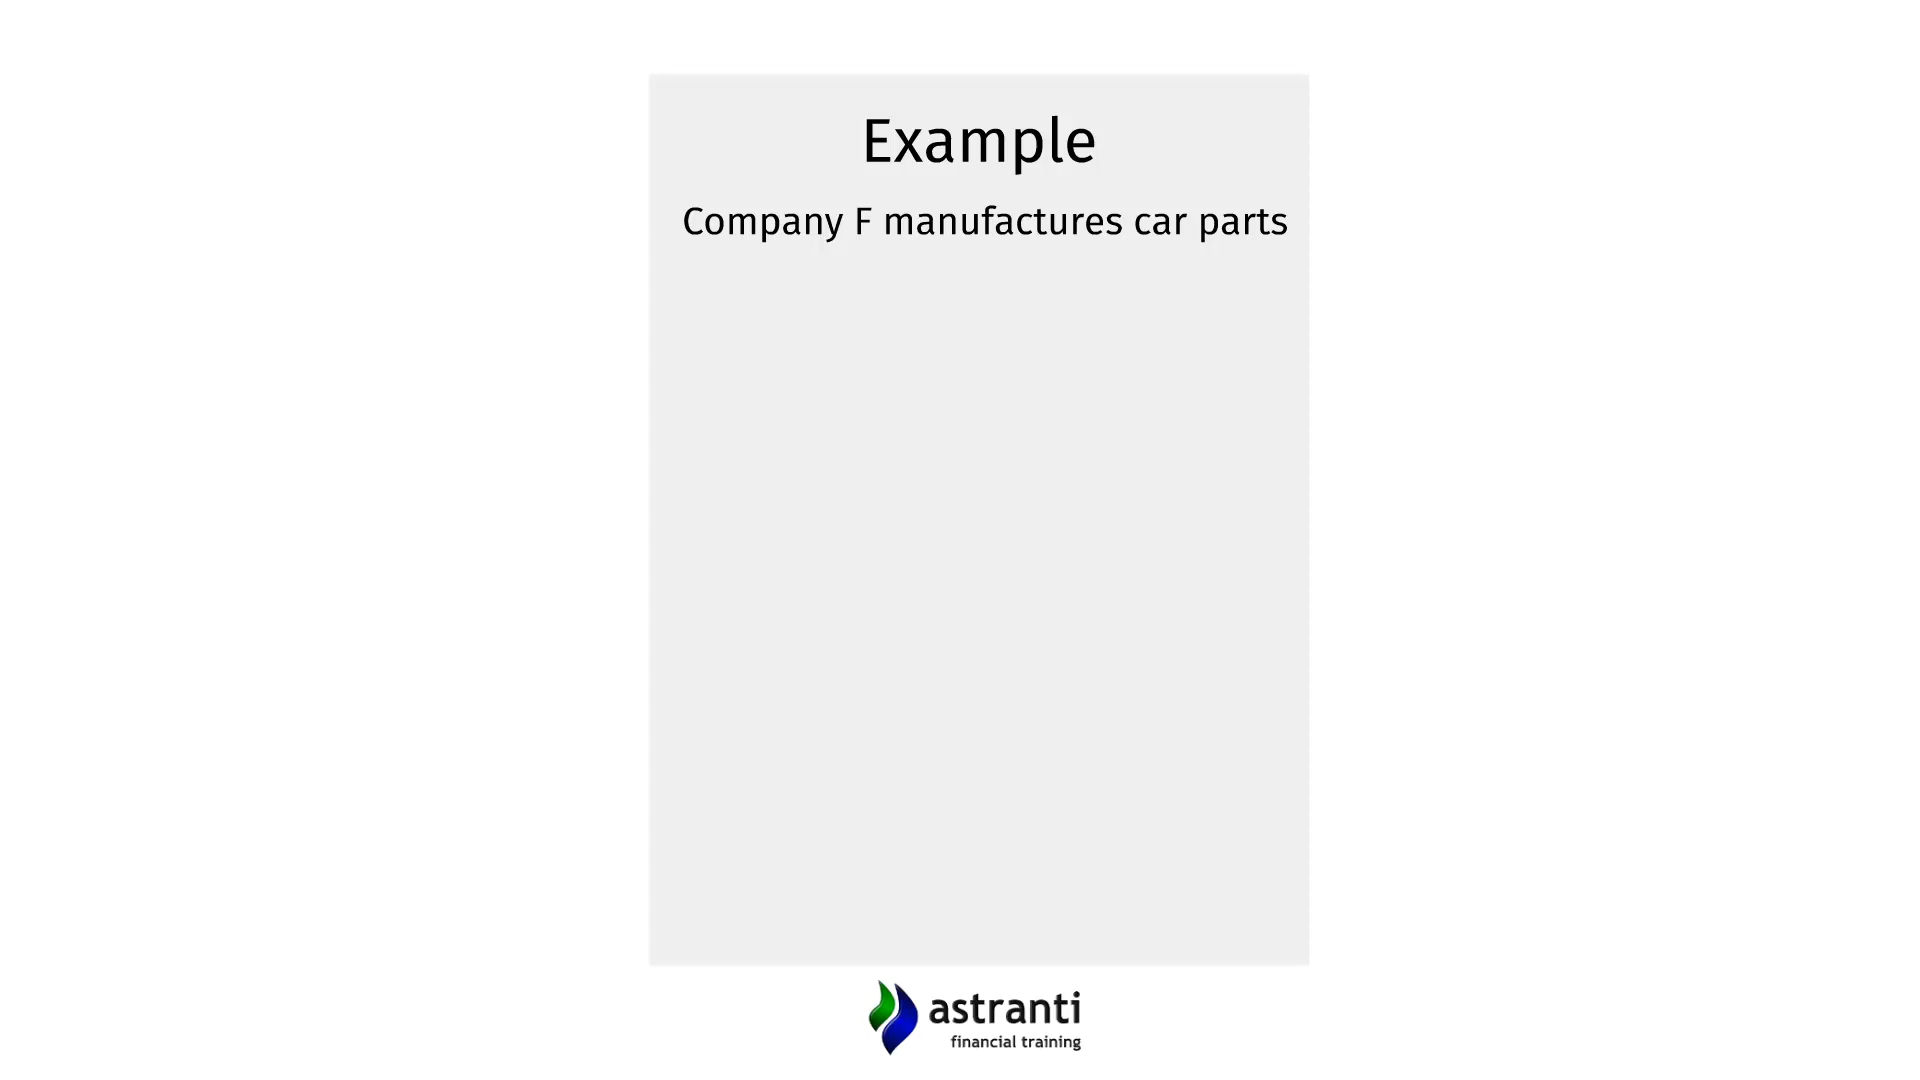 Example
Company F manufactures car parts
astranti
financial training